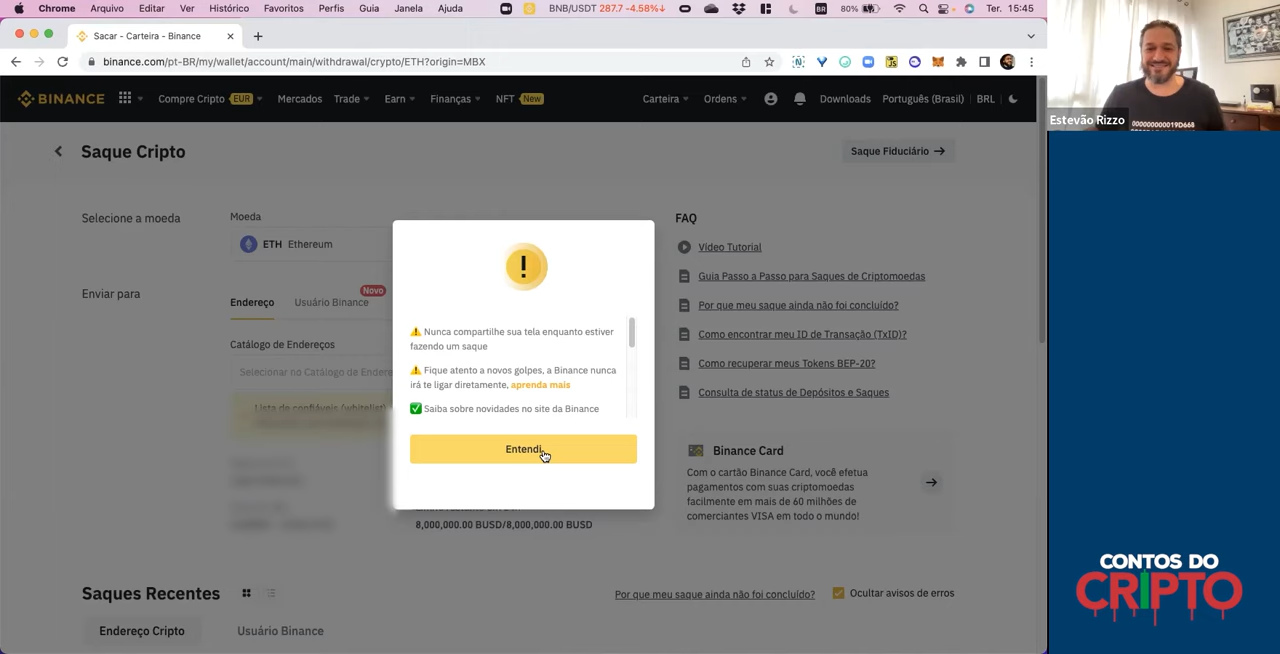 Chrome Arquivo Editar Ver Histórico Favoritos Perfis Guia Janela Ajuda
BNB/USDT 287.7 -4.58%↓
BR 80% Ter. 15:45
Sacar - Carteira - Binance
binance.com/pt-BR/my/wallet/account/main/withdrawal/crypto/ETH?origin=MBX
BINANCE Compre Cripto EUR Mercados Trade Earn Finanças NFT New
Carteira Ordens Downloads Português (Brasil) BRL
Estevão Rizzo
000000000019D668
Saque Cripto
Saque Fiduciário →
Selecione a moeda
Moeda
ETH Ethereum
Enviar para
Endereço
Usuário Binance
Novo
Catálogo de Endereços
Selecionar no Catálogo de Endere
Lista de confiáveis (whitelist)
!
⚠ Nunca compartilhe sua tela enquanto estiver
fazendo um saque
⚠ Fique atento a novos golpes, a Binance nunca
irá te ligar diretamente, aprenda mais
✅ Saiba sobre novidades no site da Binance
Entendi
8,000,000.00 BUSD/8,000,000.00 BUSD
FAQ
Vídeo Tutorial
Guia Passo a Passo para Saques de Criptomoedas
Por que meu saque ainda não foi concluído?
Como encontrar meu ID de Transação (TxID)?
Como recuperar meus Tokens BEP-20?
Consulta de status de Depósitos e Saques
Binance Card
Com o cartão Binance Card, você efetua
pagamentos com suas criptomoedas
facilmente em mais de 60 milhões de
comerciantes VISA em todo o mundo!
Saques Recentes
Por que meu saque ainda não foi concluído?
Ocultar avisos de erros
Endereço Cripto
Usuário Binance
CONTOS DO
CRIPTO